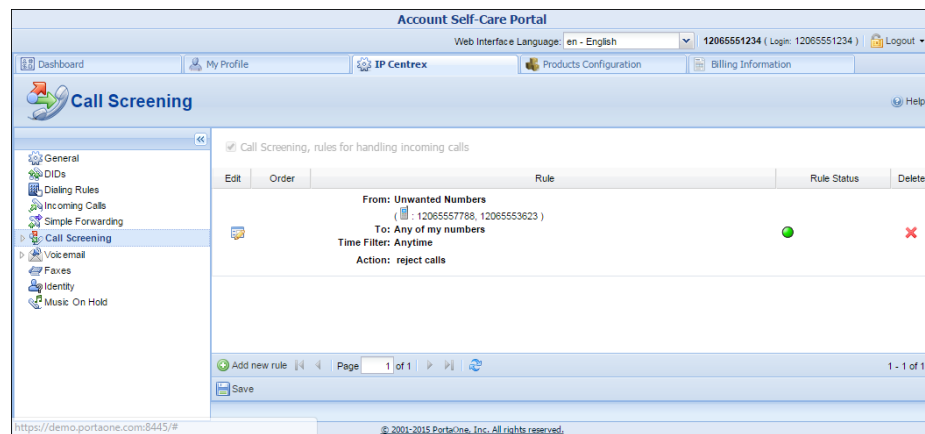 Account Self-Care Portal
Web Interface Language: en - English 12065551234 ( Login: 12065551234 ) Logout
Dashboard My Profile IP Centrex Products Configuration Billing Information
Call Screening Help
General
DIDs
Dialing Rules
Incoming Calls
Simple Forwarding
Call Screening
Voicemail
Faxes
Identity
Music On Hold
Call Screening, rules for handling incoming calls
Edit Order Rule Rule Status Delete
From: Unwanted Numbers
( : 12065557788, 12065553623 )
To: Any of my numbers
Time Filter: Anytime
Action: reject calls
Add new rule Page 1 of 1 1 - 1 of 1
Save
https://demo.portaone.com:8445/# © 2001-2015 PortaOne, Inc. All rights reserved.